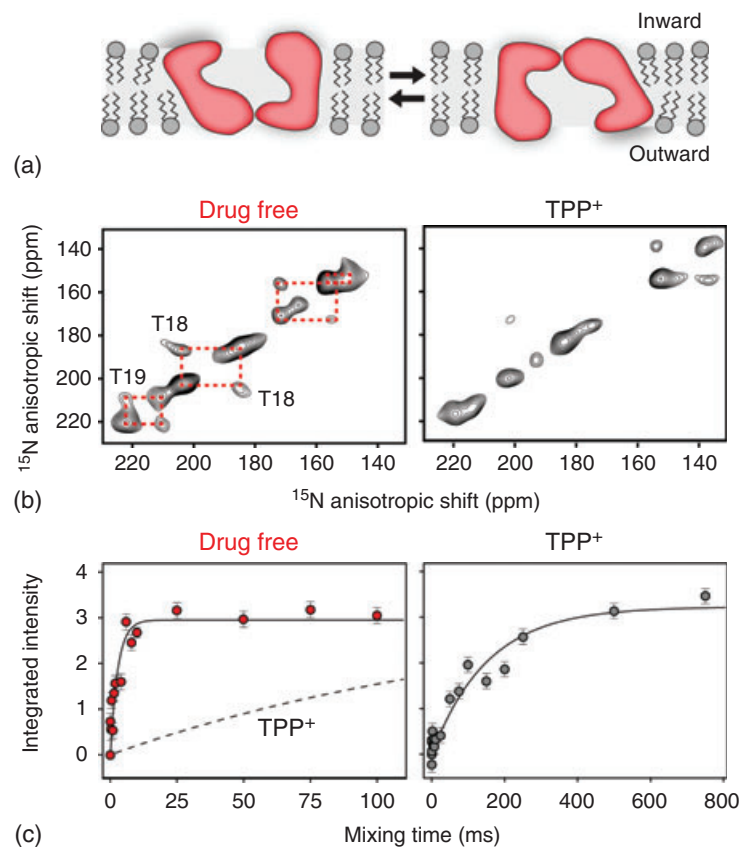 Inward
Outward
(a)
Drug free
TPP⁺
¹⁵N anisotropic shift (ppm)
140
160
180
200
220
T18
T19
T18
220 200 180 160 140
220 200 180 160 140
(b)
¹⁵N anisotropic shift (ppm)
Drug free
TPP⁺
Integrated intensity
4
3
2
1
0
TPP⁺
0 25 50 75 100
0 200 400 600 800
(c)
Mixing time (ms)